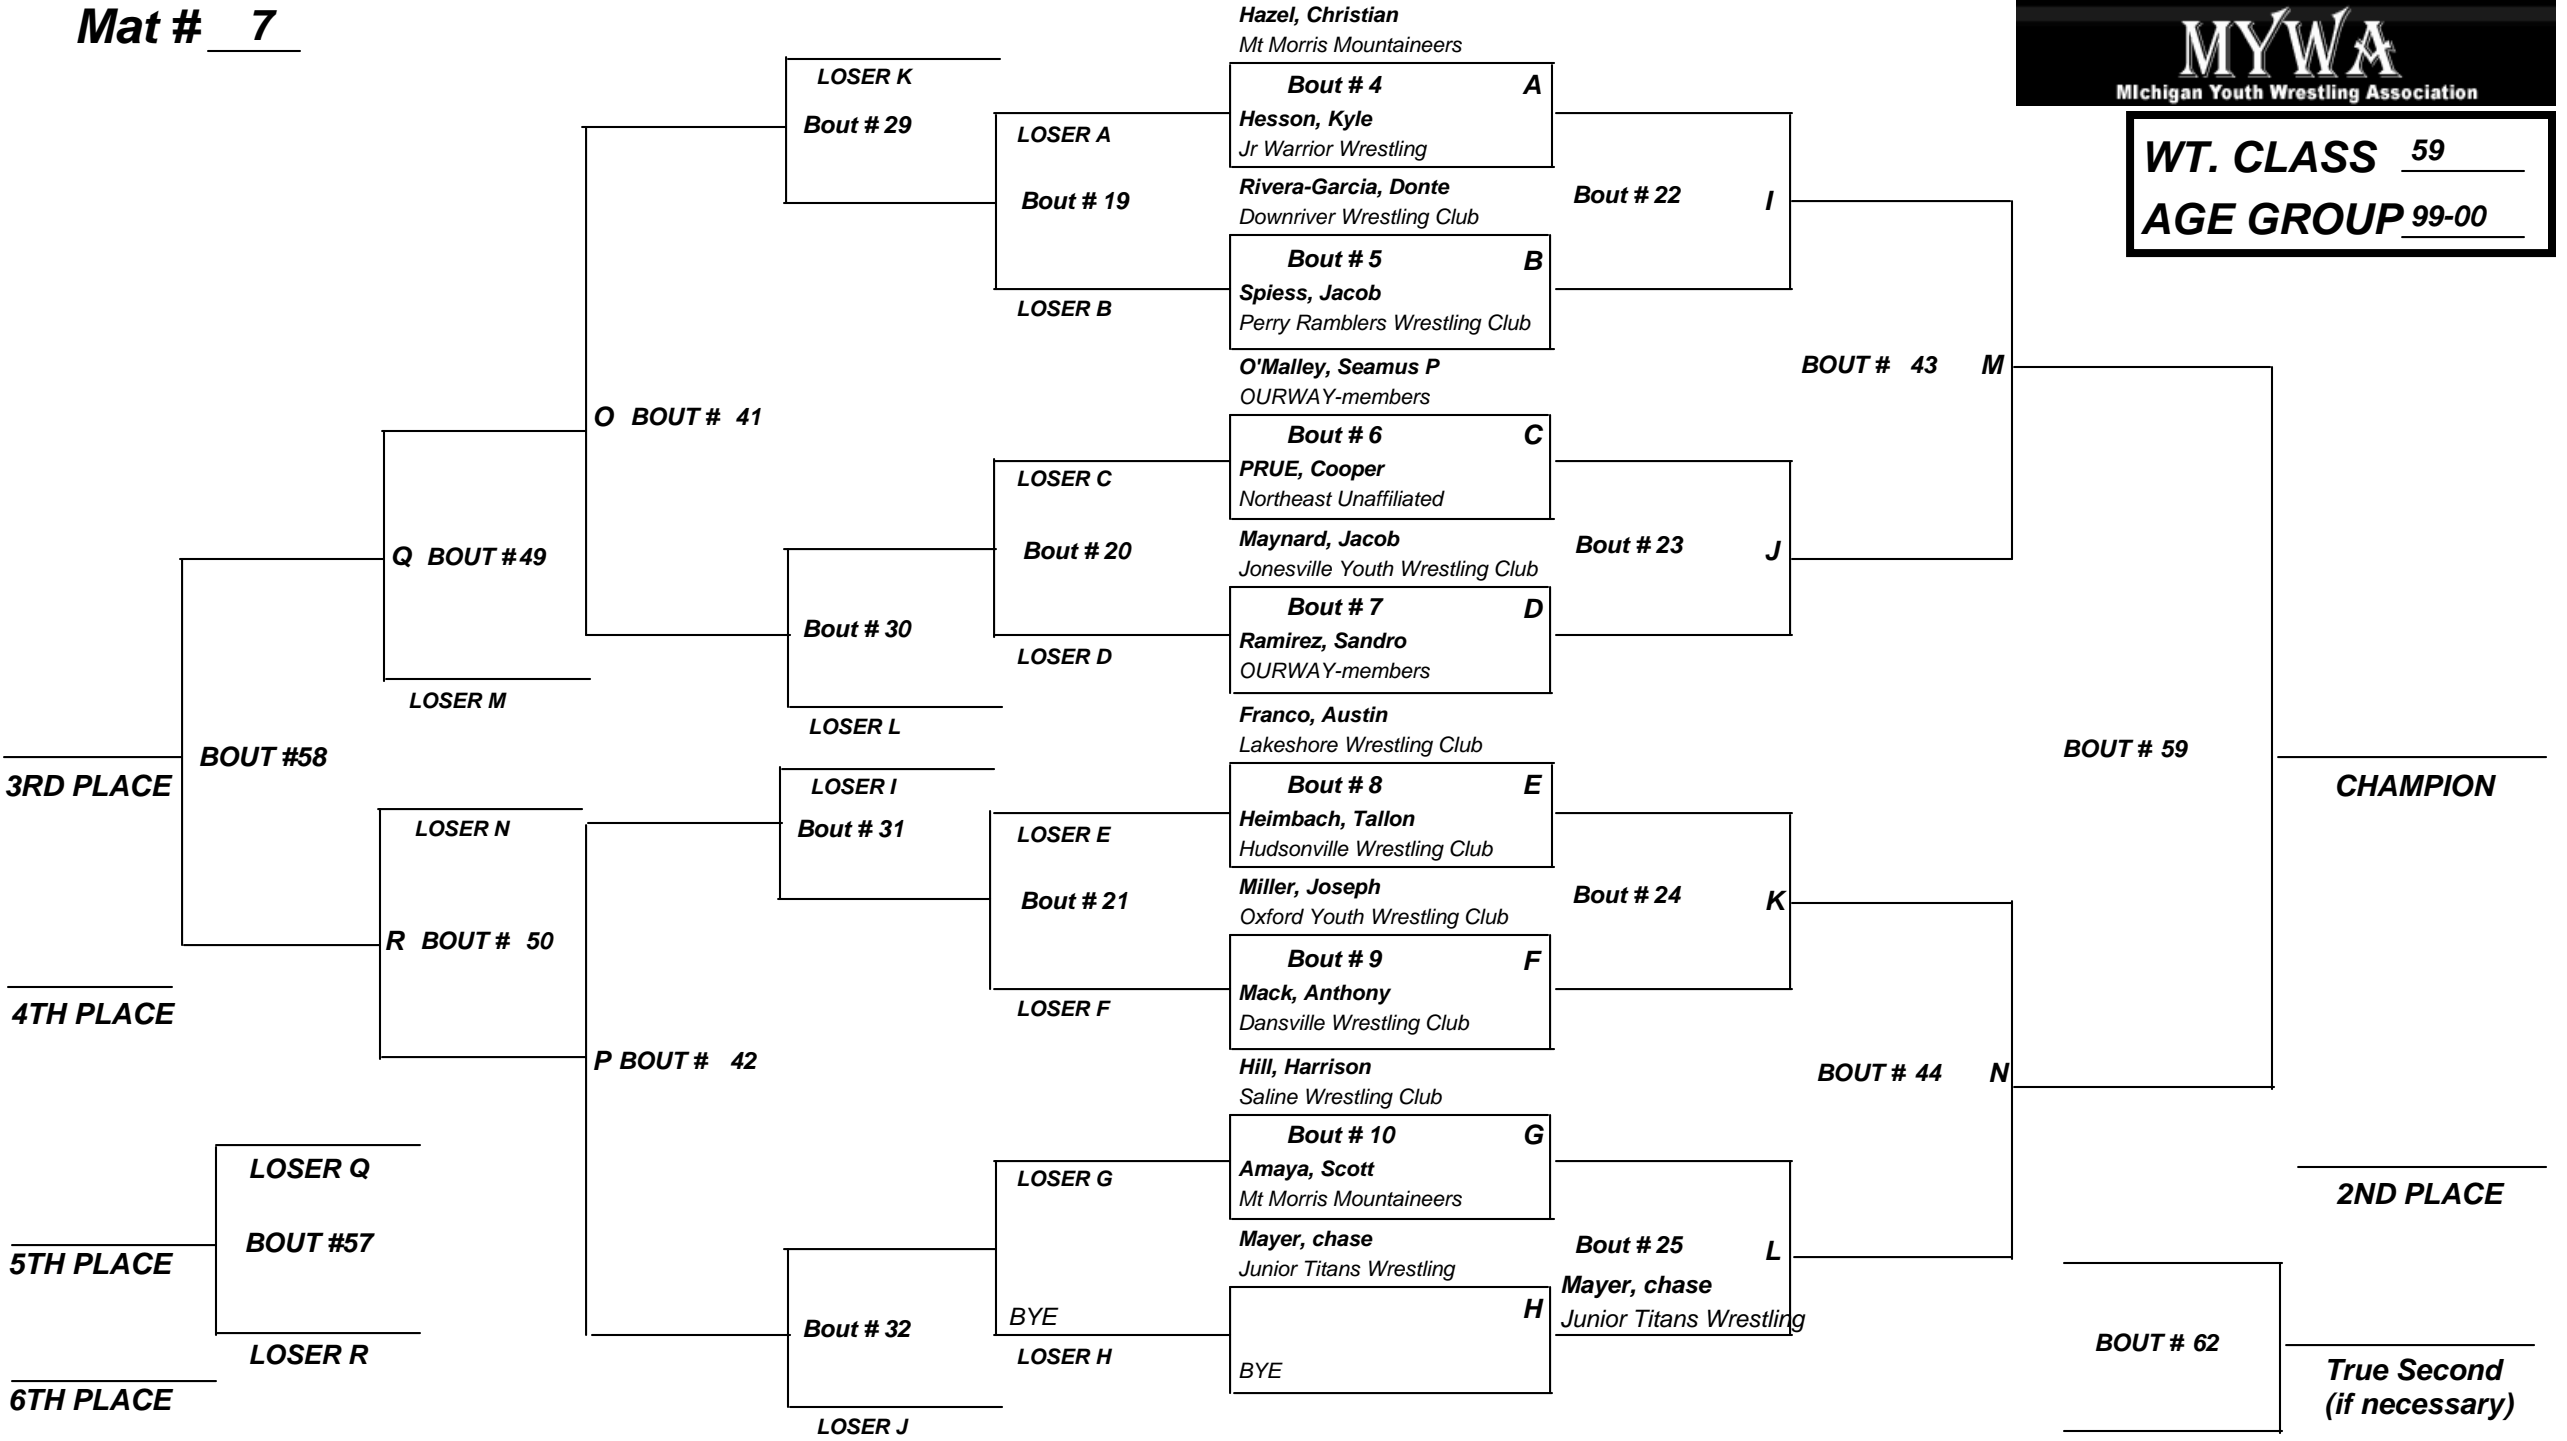 Mat # 7
MYWA
MIchigan Youth Wrestling Association
WT. CLASS 59
AGE GROUP 99-00
Hazel, Christian
Mt Morris Mountaineers
Bout # 4 A
Hesson, Kyle
Jr Warrior Wrestling
Rivera-Garcia, Donte
Downriver Wrestling Club
Bout # 5 B
Spiess, Jacob
Perry Ramblers Wrestling Club
O'Malley, Seamus P
OURWAY-members
Bout # 6 C
PRUE, Cooper
Northeast Unaffiliated
Maynard, Jacob
Jonesville Youth Wrestling Club
Bout # 7 D
Ramirez, Sandro
OURWAY-members
Franco, Austin
Lakeshore Wrestling Club
Bout # 8 E
Heimbach, Tallon
Hudsonville Wrestling Club
Miller, Joseph
Oxford Youth Wrestling Club
Bout # 9 F
Mack, Anthony
Dansville Wrestling Club
Hill, Harrison
Saline Wrestling Club
Bout # 10 G
Amaya, Scott
Mt Morris Mountaineers
Mayer, chase
Junior Titans Wrestling
H
BYE
Bout # 22 I
Bout # 23 J
Bout # 24 K
Bout # 25 L
Mayer, chase
Junior Titans Wrestling
BOUT # 43 M
BOUT # 44 N
BOUT # 59
CHAMPION
2ND PLACE
BOUT # 62
True Second
(if necessary)
LOSER A
Bout # 19
LOSER B
LOSER C
Bout # 20
LOSER D
LOSER E
Bout # 21
LOSER F
LOSER G
BYE
LOSER H
LOSER K
Bout # 29
Bout # 30
LOSER L
LOSER I
Bout # 31
Bout # 32
LOSER J
O BOUT # 41
P BOUT # 42
Q BOUT #49
LOSER M
LOSER N
R BOUT # 50
BOUT #58
3RD PLACE
4TH PLACE
LOSER Q
BOUT #57
5TH PLACE
LOSER R
6TH PLACE